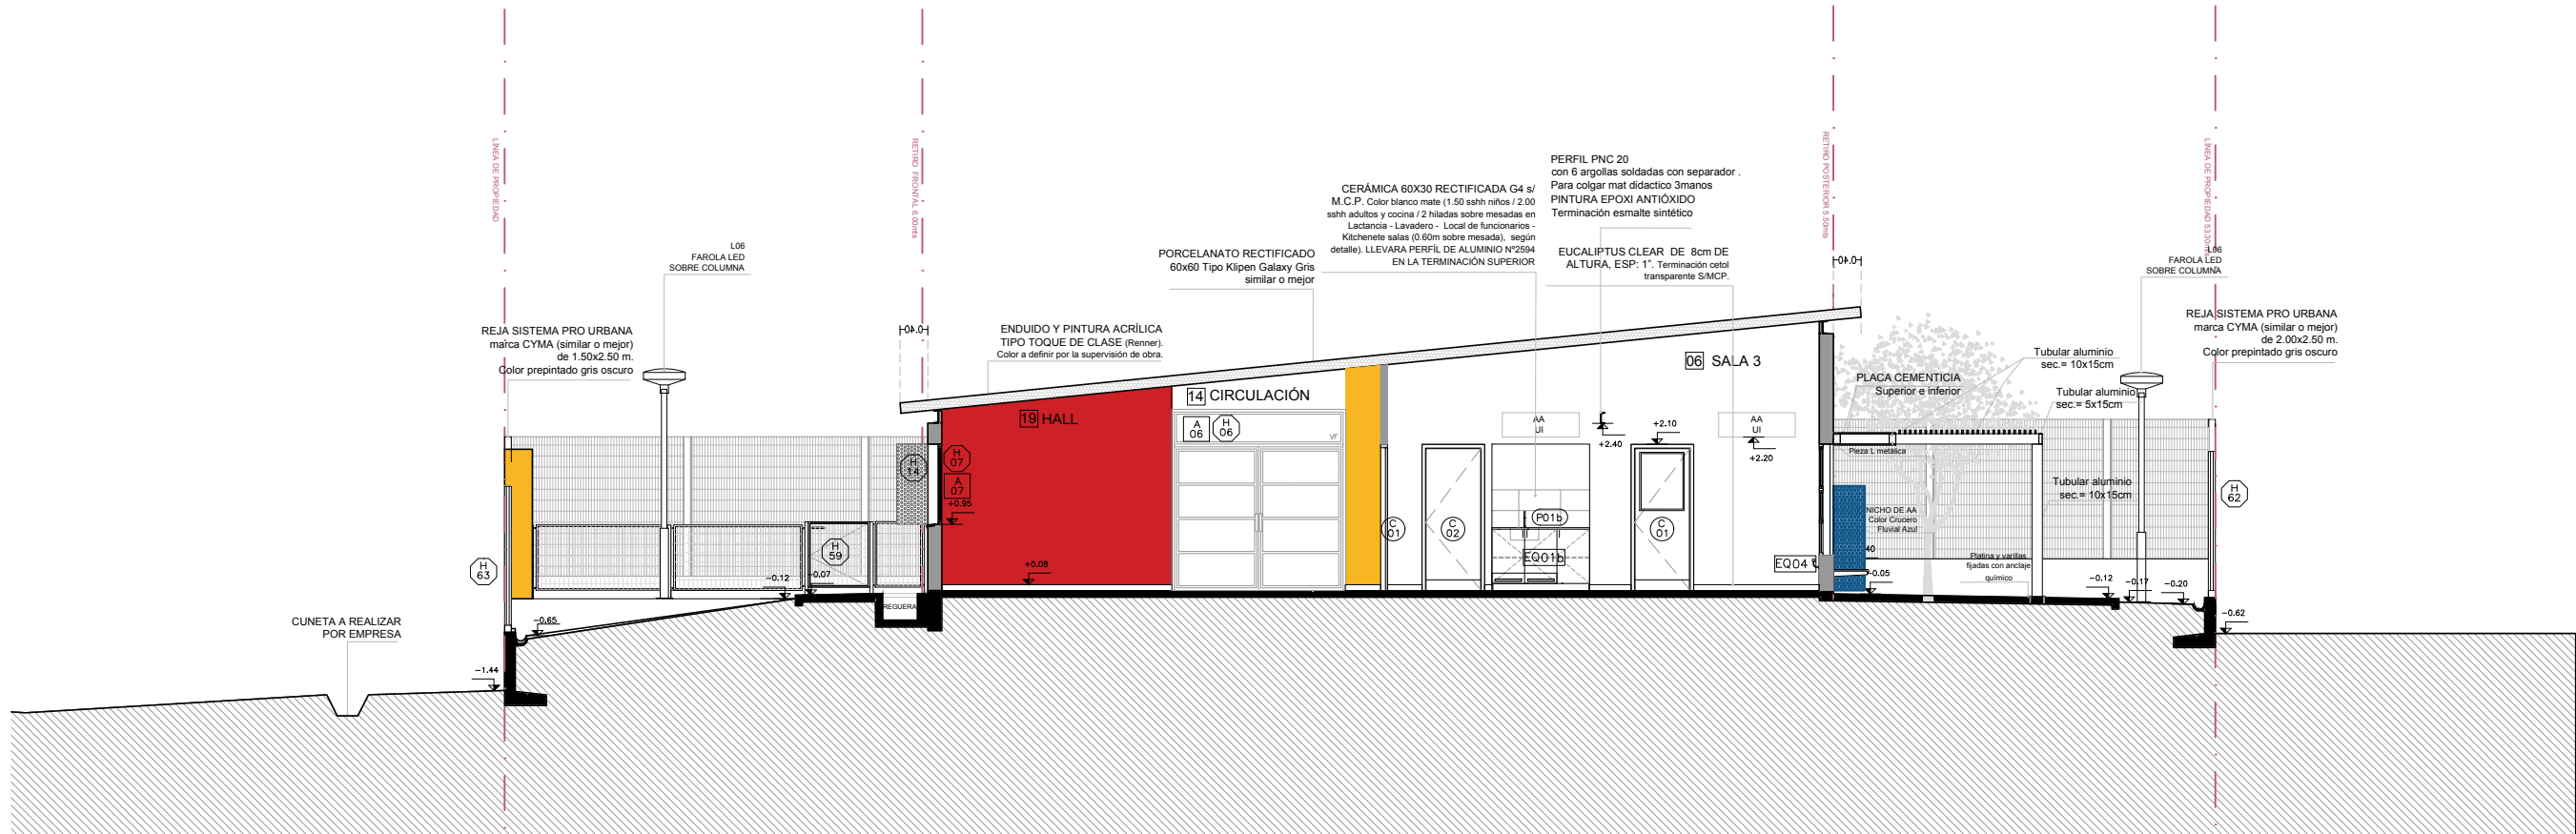 LÍNEA DE PROPIEDAD
RETIRO FRONTAL 6.00mts
RETIRO POSTERIOR 5.50mts
L06
FAROLA LED
SOBRE COLUMNA
REJA SISTEMA PRO URBANA
marca CYMA (similar o mejor)
de 1.50x2.50 m.
Color prepintado gris oscuro
0.40
ENDUIDO Y PINTURA ACRÍLICA
TIPO TOQUE DE CLASE (Renner).
Color a definir por la supervisión de obra.
PORCELANATO RECTIFICADO
60x60 Tipo Klipen Galaxy Gris
similar o mejor
CERÁMICA 60X30 RECTIFICADA G4 s/
M.C.P. Color blanco mate (1.50 sshh niños / 2.00
sshh adultos y cocina / 2 hiladas sobre mesadas en
Lactancia - Lavadero - Local de funcionarios -
Kitchenete salas (0.60m sobre mesada), según
detalle). LLEVARA PERFÍL DE ALUMINIO Nº2594
EN LA TERMINACIÓN SUPERIOR
PERFIL PNC 20
con 6 argollas soldadas con separador .
Para colgar mat didactico 3manos
PINTURA EPOXI ANTIÓXIDO
Terminación esmalte sintético
EUCALIPTUS CLEAR DE 8cm DE
ALTURA, ESP: 1". Terminación cetol
transparente S/MCP.
0.40
L06
FAROLA LED
SOBRE COLUMNA
REJA SISTEMA PRO URBANA
marca CYMA (similar o mejor)
de 2.00x2.50 m.
Color prepintado gris oscuro
Tubular aluminio
sec.= 10x15cm
PLACA CEMENTICIA
Superior e inferior
Tubular aluminio
sec.= 5x15cm
Pieza L metálica
Tubular aluminio
sec.= 10x15cm
NICHO DE AA
Color Crucero
Fluvial Azul
Platina y varillas
fijadas con anclaje
químico
19 HALL
14 CIRCULACIÓN
06 SALA 3
A 06
H 06
VF
H 14
H 07
A 07
+0.95
+0.08
AA UI
+2.40
+2.10
AA UI
+2.20
C 01
C 02
P01b
EQ01b
C 01
EQ04
40
-0.05
-0.12
-0.17
-0.20
-0.62
H 62
H 63
H 59
-0.12
-0.07
REGUERA
-0.65
-1.44
CUNETA A REALIZAR
POR EMPRESA